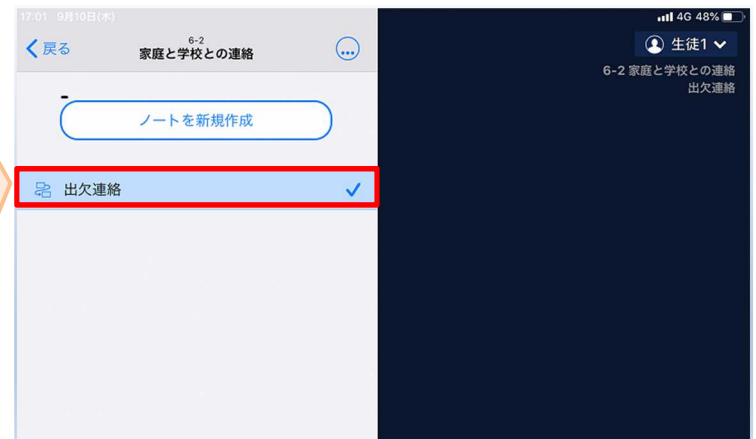 17:01 9月10日(木)
4G 48%
戻る
6-2
家庭と学校との連絡
生徒1
6-2 家庭と学校との連絡
出欠連絡
ノートを新規作成
出欠連絡